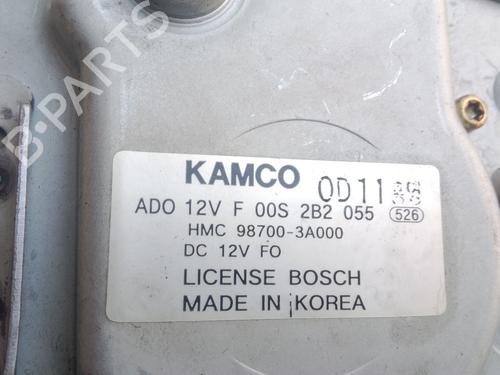 B-PARTS
KAMCO 0D11
ADO 12V F 00S 2B2 055 526
HMC 98700-3A000
DC 12V FO
LICENSE BOSCH
MADE IN KOREA